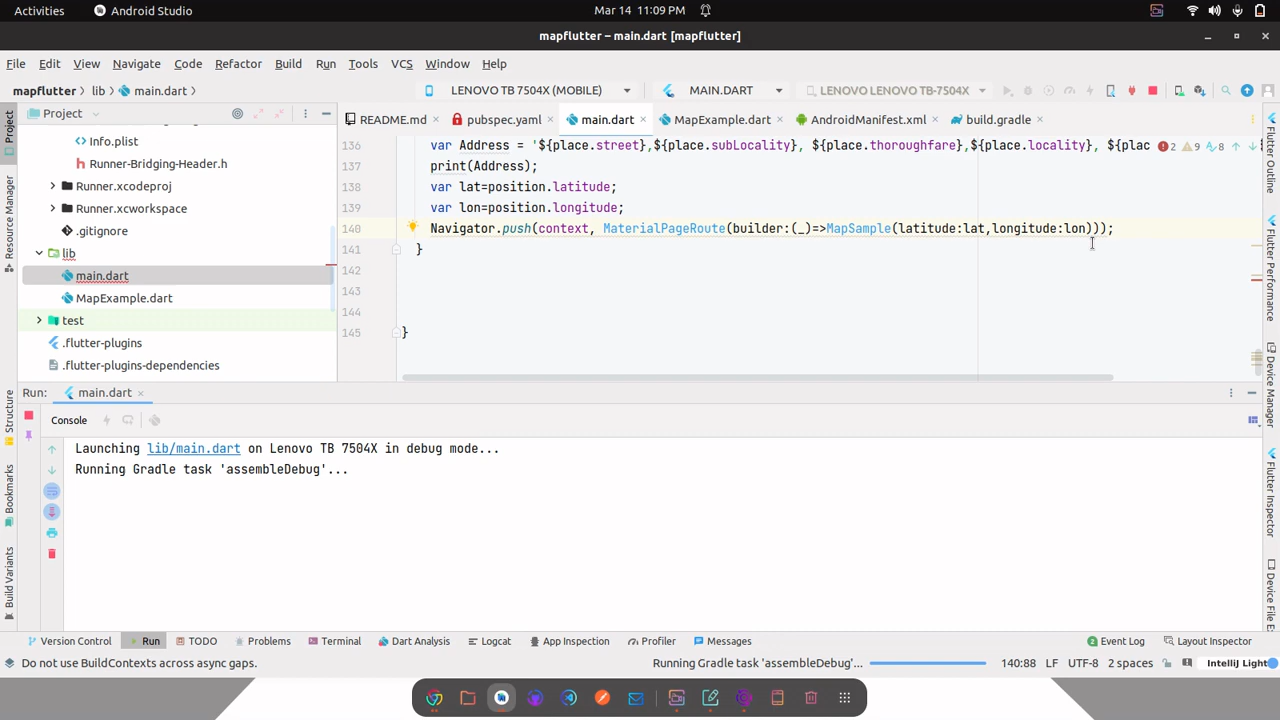 Activities
Android Studio
Mar 14 11:09 PM
mapflutter – main.dart [mapflutter]
File Edit View Navigate Code Refactor Build Run Tools VCS Window Help
mapflutter lib main.dart
LENOVO TB 7504X (MOBILE)
MAIN.DART
LENOVO LENOVO TB-7504X
Project
README.md
pubspec.yaml
main.dart
MapExample.dart
AndroidManifest.xml
build.gradle
Info.plist
Runner-Bridging-Header.h
Runner.xcodeproj
Runner.xcworkspace
.gitignore
lib
main.dart
MapExample.dart
test
.flutter-plugins
.flutter-plugins-dependencies
136 var Address = '${place.street},${place.subLocality}, ${place.thoroughfare},${place.locality}, ${plac
2 9 8
137 print(Address);
138 var lat=position.latitude;
139 var lon=position.longitude;
140 Navigator.push(context, MaterialPageRoute(builder:(_)=>MapSample(latitude:lat,longitude:lon)));
141 }
142
143
144
145 }
Project
Resource Manager
Structure
Bookmarks
Build Variants
Flutter Outline
Flutter Performance
Device Manager
Flutter Inspector
Device File E
Run: main.dart
Console
Launching lib/main.dart on Lenovo TB 7504X in debug mode...
Running Gradle task 'assembleDebug'...
Version Control Run TODO Problems Terminal Dart Analysis Logcat App Inspection Profiler Messages
2 Event Log Layout Inspector
Do not use BuildContexts across async gaps.
Running Gradle task 'assembleDebug'...
140:88 LF UTF-8 2 spaces
IntelliJ Light